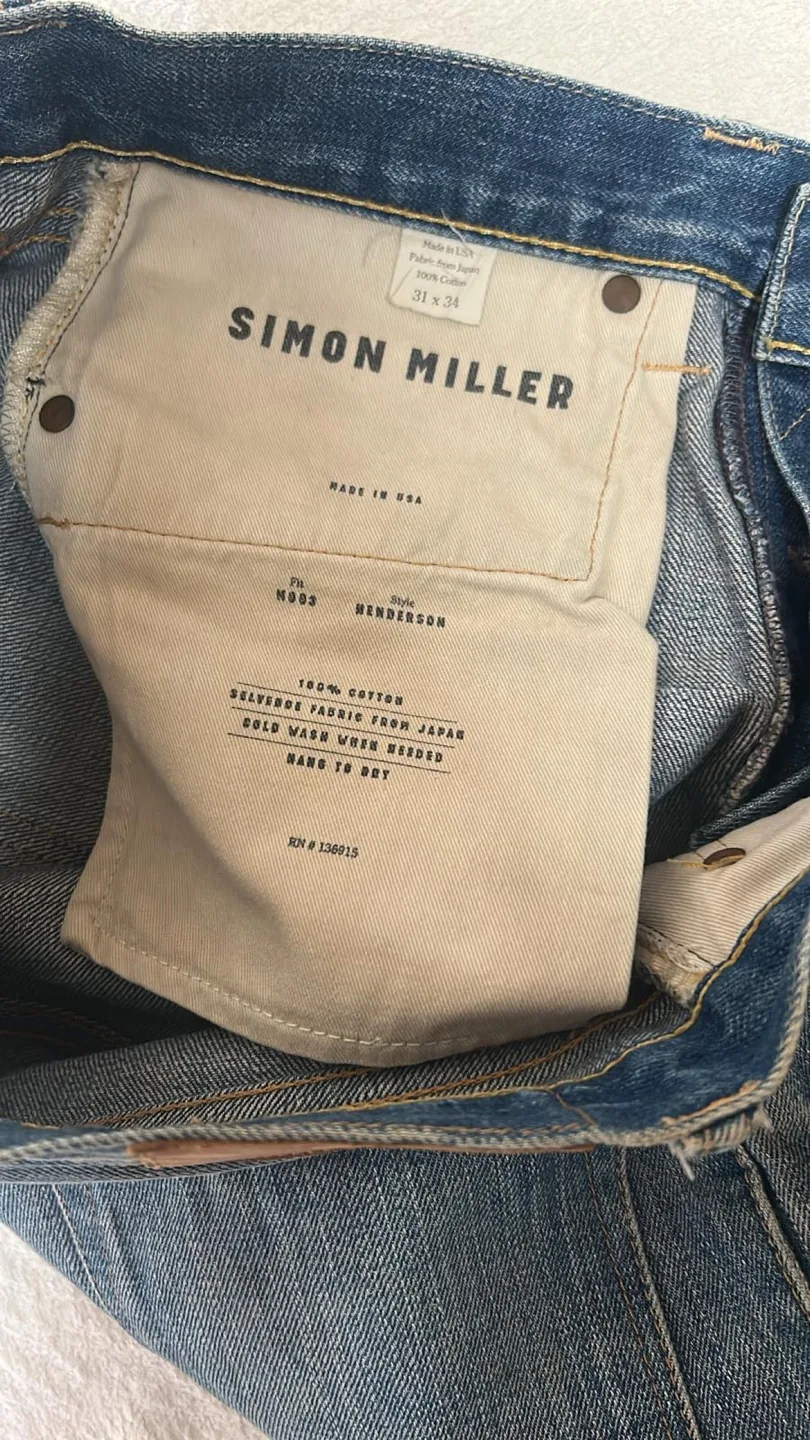 Made in USA
Fabric from Japan
100% Cotton
31 x 34
SIMON MILLER
MADE IN USA
Fit
M003
Style
HENDERSON
100% COTTON
SELVEDGE FABRIC FROM JAPAN
COLD WASH WHEN NEEDED
HANG TO DRY
RN # 136915